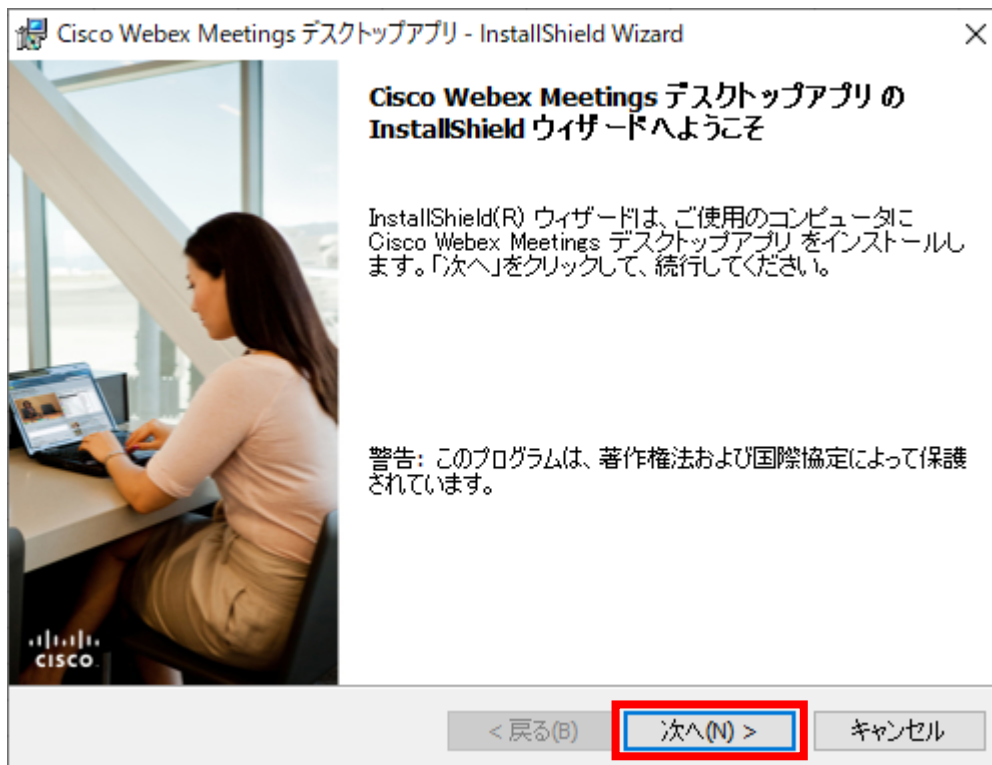 Cisco Webex Meetings デスクトップアプリ - InstallShield Wizard
Cisco Webex Meetings デスクトップアプリ の
InstallShield ウィザードへようこそ
InstallShield(R) ウィザードは、ご使用のコンピュータに
Cisco Webex Meetings デスクトップアプリ をインストールし
ます。「次へ」をクリックして、続行してください。
警告: このプログラムは、著作権法および国際協定によって保護
されています。
CISCO
< 戻る(B)
次へ(N) >
キャンセル